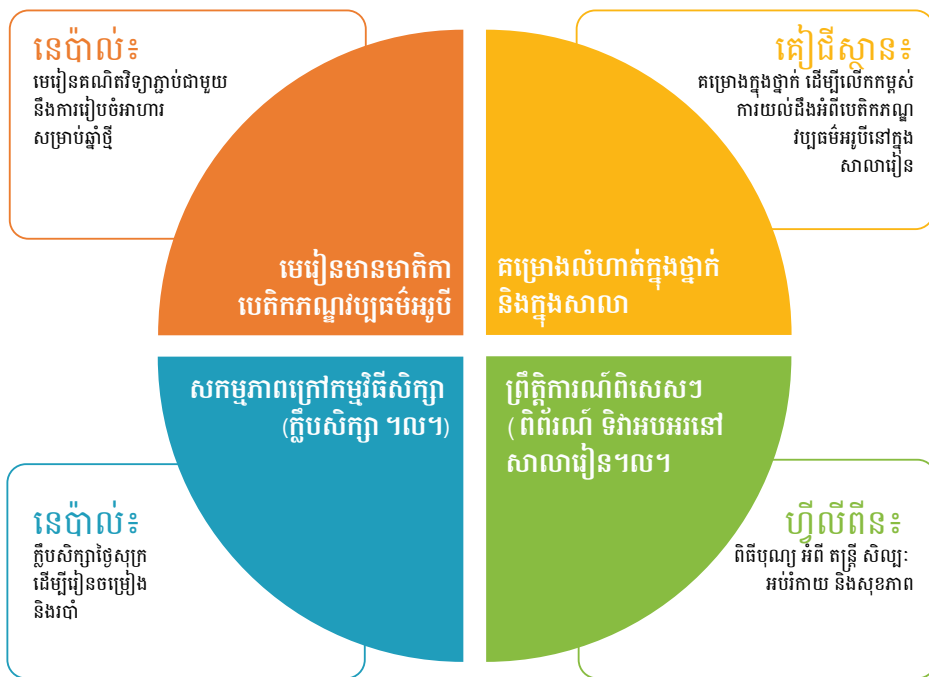 នេប៉ាល់៖
មេរៀនគណិតវិទ្យាភ្ជាប់ជាមួយ
នឹងការរៀបចំអាហារ
សម្រាប់ឆ្នាំថ្មី
គៀជីស្ថាន៖
គម្រោងក្នុងថ្នាក់ ដើម្បីលើកកម្ពស់
ការយល់ដឹងអំពីបេតិកភណ្ឌ
វប្បធម៌អរូបីនៅក្នុង
សាលារៀន
មេរៀនមានមាតិកា
បេតិកភណ្ឌវប្បធម៌អរូបី
គម្រោងលំហាត់ក្នុងថ្នាក់
និងក្នុងសាលា
សកម្មភាពក្រៅកម្មវិធីសិក្សា
(ក្លឹបសិក្សា ។ល។)
ព្រឹត្តិការណ៍ពិសេសៗ
( ពិព័រណ៍ ទិវាអបអរនៅ
សាលារៀន។ល។
នេប៉ាល់៖
ក្លឹបសិក្សាថ្ងៃសុក្រ
ដើម្បីរៀនចម្រៀង
និងរបាំ
ហ្វីលីពីន៖
ពិធីបុណ្យ អំពី តន្ត្រី សិល្បៈ
អប់រំកាយ និងសុខភាព